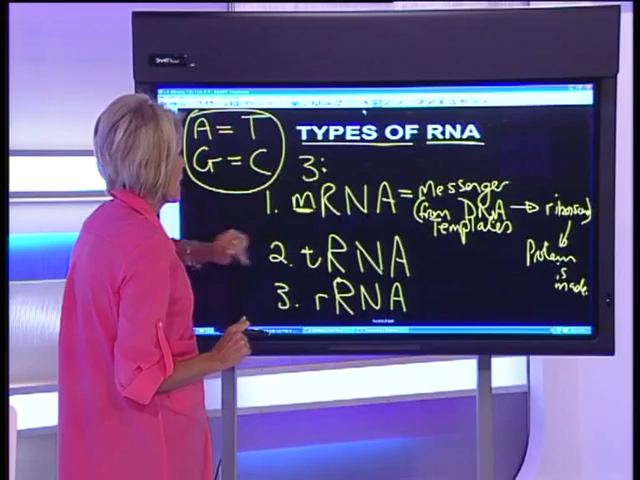 A = T
G = C
TYPES OF RNA
3:
1. mRNA = Messenger
(from DNA → ribosome)
Templates
Protein
is
made.
2. tRNA
3. rRNA